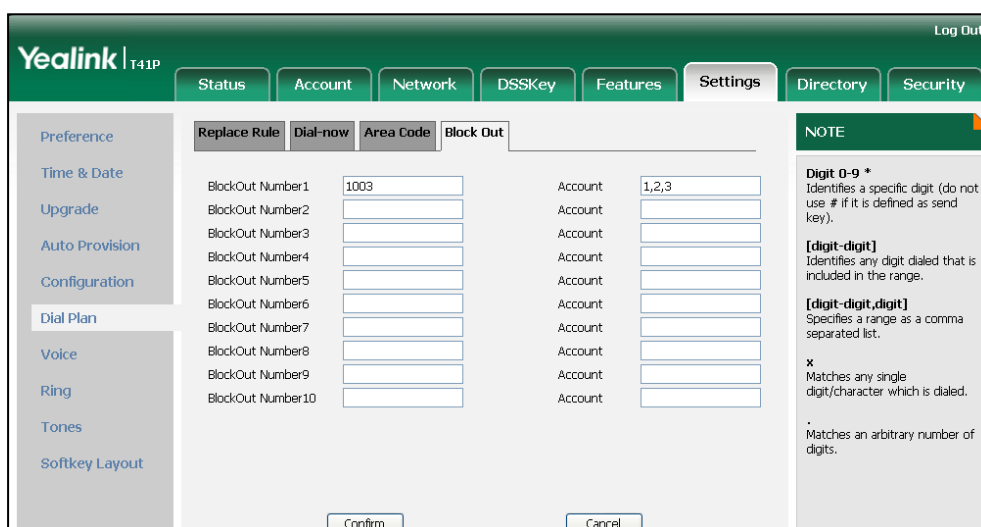 Log Out
Yealink T41P
Status Account Network DSSKey Features Settings Directory Security
Preference
Time & Date
Upgrade
Auto Provision
Configuration
Dial Plan
Voice
Ring
Tones
Softkey Layout
Replace Rule Dial-now Area Code Block Out
BlockOut Number1 1003 Account 1,2,3
BlockOut Number2 Account
BlockOut Number3 Account
BlockOut Number4 Account
BlockOut Number5 Account
BlockOut Number6 Account
BlockOut Number7 Account
BlockOut Number8 Account
BlockOut Number9 Account
BlockOut Number10 Account
Confirm Cancel
NOTE
Digit 0-9 *
Identifies a specific digit (do not
use # if it is defined as send
key).
[digit-digit]
Identifies any digit dialed that is
included in the range.
[digit-digit,digit]
Specifies a range as a comma
separated list.
x
Matches any single
digit/character which is dialed.
.
Matches an arbitrary number of
digits.